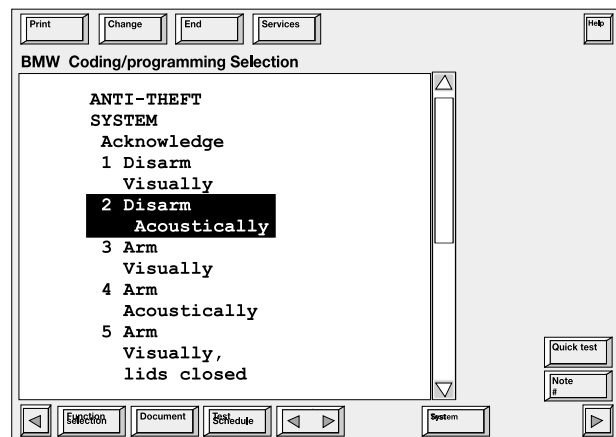 Print Change End Services Help
BMW Coding/programming Selection
ANTI-THEFT
SYSTEM
Acknowledge
1 Disarm
Visually
2 Disarm
Acoustically
3 Arm
Visually
4 Arm
Acoustically
5 Arm
Visually,
lids closed
Quick test
Note
#
Function
selection
Document
Test
Schedule
System